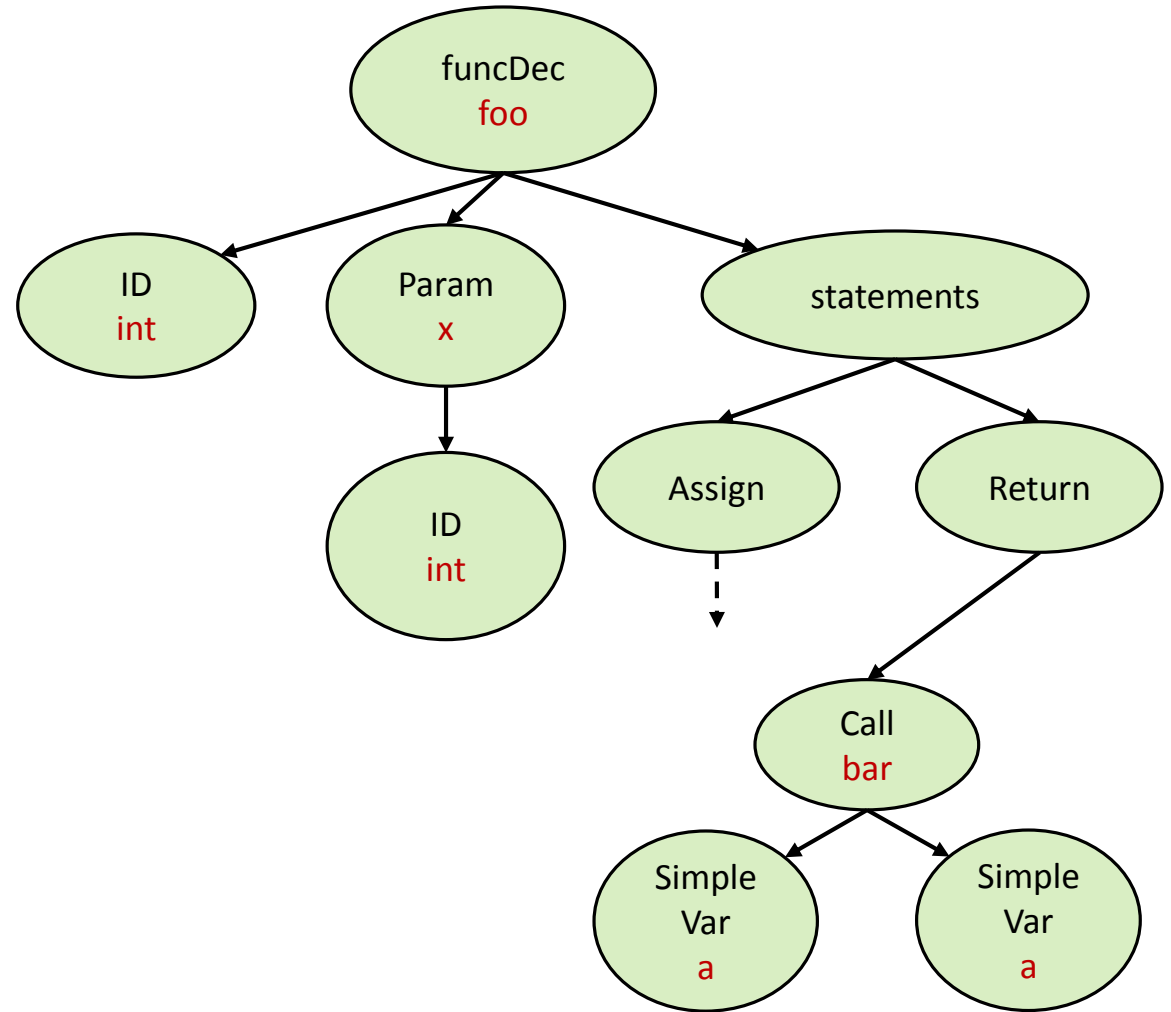 funcDec
foo
ID
int
Param
x
statements
ID
int
Assign
Return
Call
bar
Simple
Var
a
Simple
Var
a